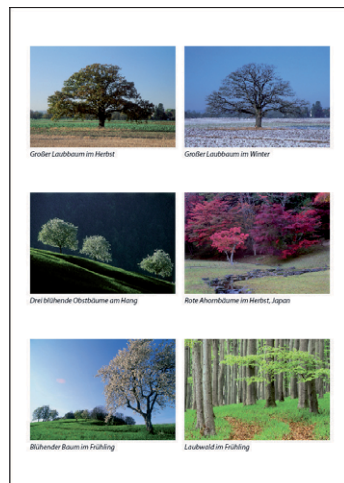 Großer Laubbaum im Herbst
Großer Laubbaum im Winter
Drei blühende Obstbäume am Hang
Rote Ahornbäume im Herbst, Japan
Blühender Baum im Frühling
Laubwald im Frühling